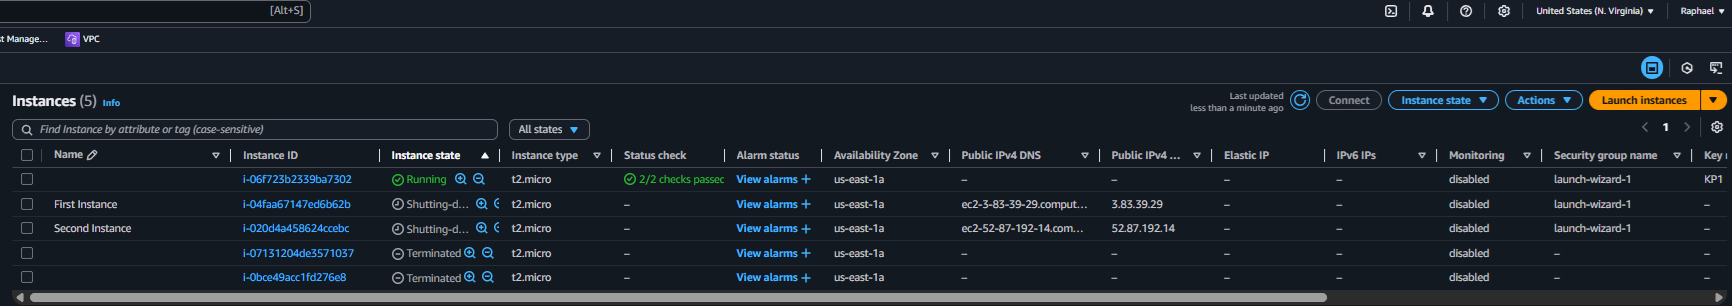 [Alt+S] United States (N. Virginia) Raphael
st Manage... VPC
Instances (5) Info Last updated less than a minute ago Connect Instance state Actions Launch instances
Find Instance by attribute or tag (case-sensitive) All states 1
Name Instance ID Instance state Instance type Status check Alarm status Availability Zone Public IPv4 DNS Public IPv4 ... Elastic IP IPv6 IPs Monitoring Security group name Key
i-06f723b2339ba7302 Running t2.micro 2/2 checks passec View alarms + us-east-1a – – – – disabled launch-wizard-1 KP1
First Instance i-04faa67147ed6b62b Shutting-d... t2.micro – View alarms + us-east-1a ec2-3-83-39-29.comput... 3.83.39.29 – – disabled launch-wizard-1 –
Second Instance i-020d4a458624ccebc Shutting-d... t2.micro – View alarms + us-east-1a ec2-52-87-192-14.com... 52.87.192.14 – – disabled launch-wizard-1 –
i-07131204de3571037 Terminated t2.micro – View alarms + us-east-1a – – – – disabled – –
i-0bce49acc1fd276e8 Terminated t2.micro – View alarms + us-east-1a – – – – disabled – –